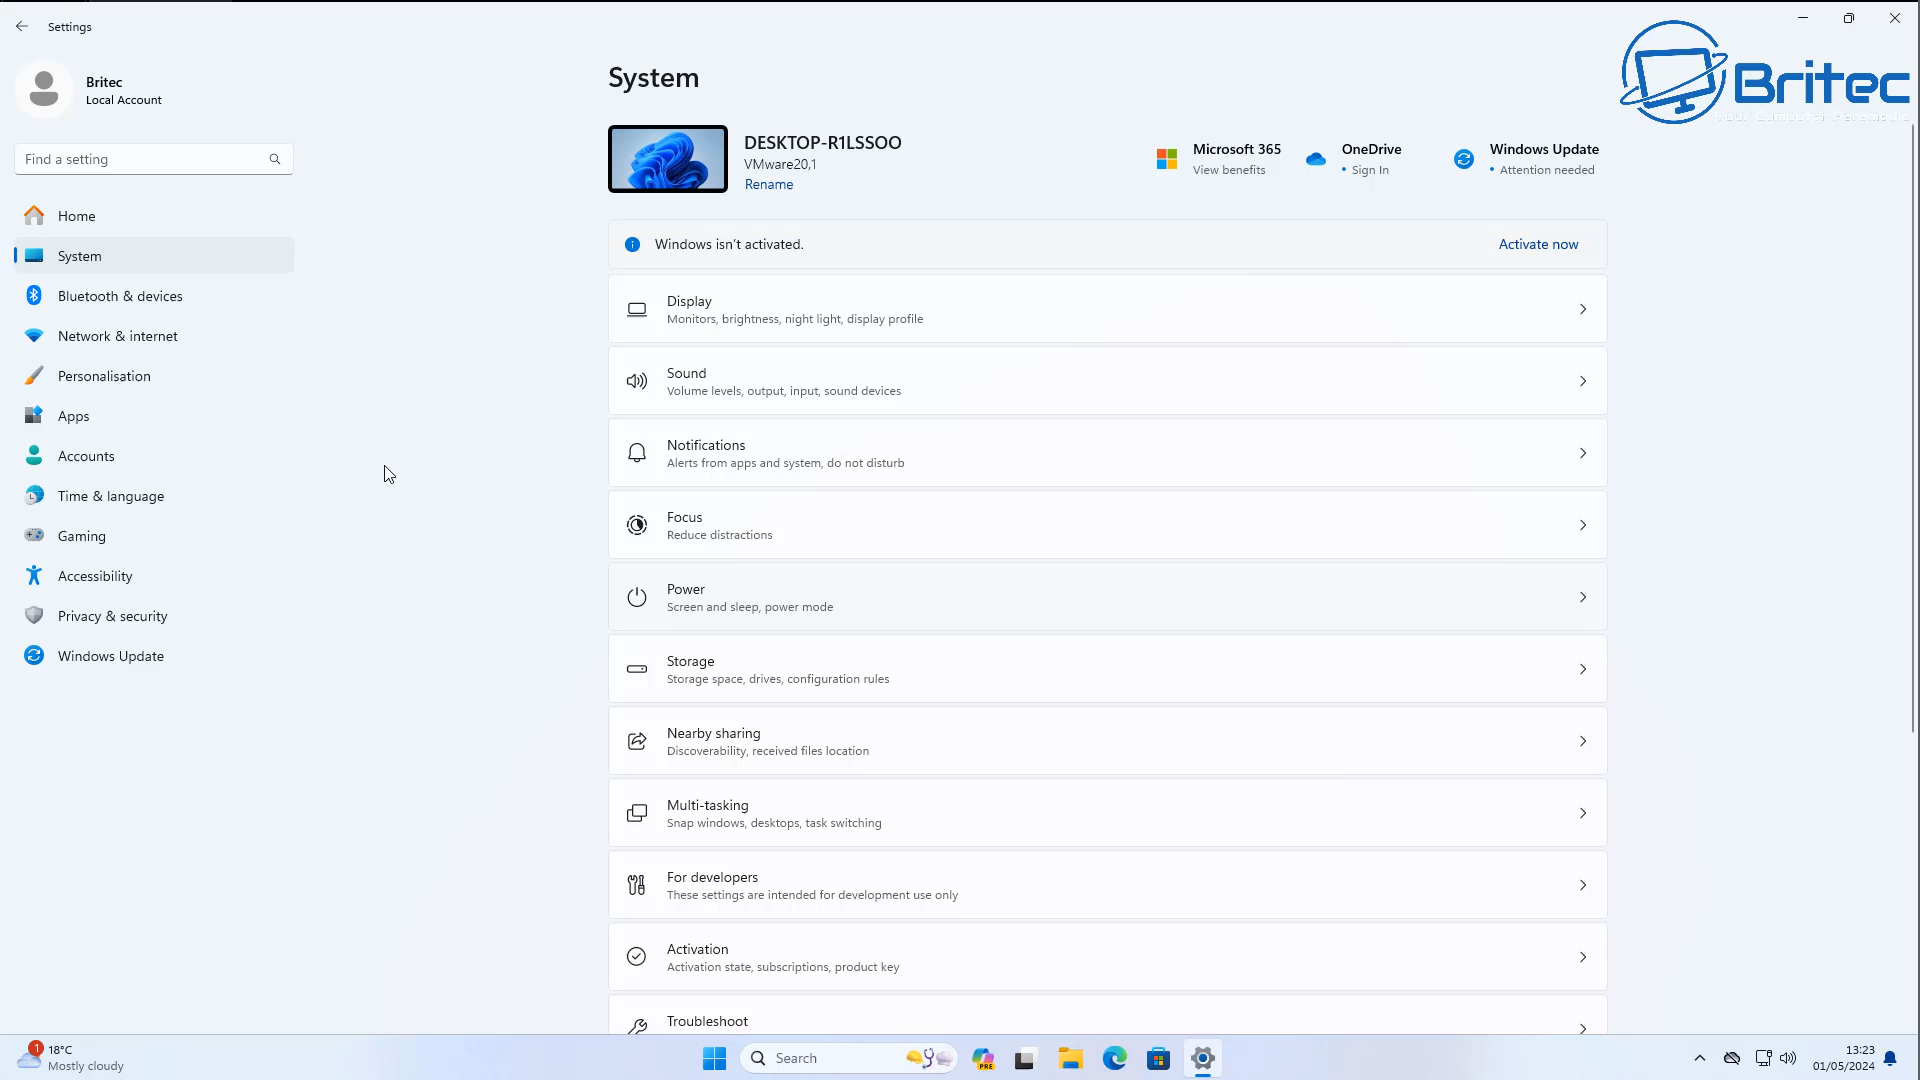 Settings
Britec
Local Account
Find a setting
Home
System
Bluetooth & devices
Network & internet
Personalisation
Apps
Accounts
Time & language
Gaming
Accessibility
Privacy & security
Windows Update
System
DESKTOP-R1LSSOO
VMware20,1
Rename
Microsoft 365
View benefits
OneDrive
• Sign In
Windows Update
• Attention needed
Britec
Your Computer Forensic
Windows isn't activated.
Activate now
Display
Monitors, brightness, night light, display profile
Sound
Volume levels, output, input, sound devices
Notifications
Alerts from apps and system, do not disturb
Focus
Reduce distractions
Power
Screen and sleep, power mode
Storage
Storage space, drives, configuration rules
Nearby sharing
Discoverability, received files location
Multi-tasking
Snap windows, desktops, task switching
For developers
These settings are intended for development use only
Activation
Activation state, subscriptions, product key
Troubleshoot
1
18°C
Mostly cloudy
Search
PRE
13:23
01/05/2024